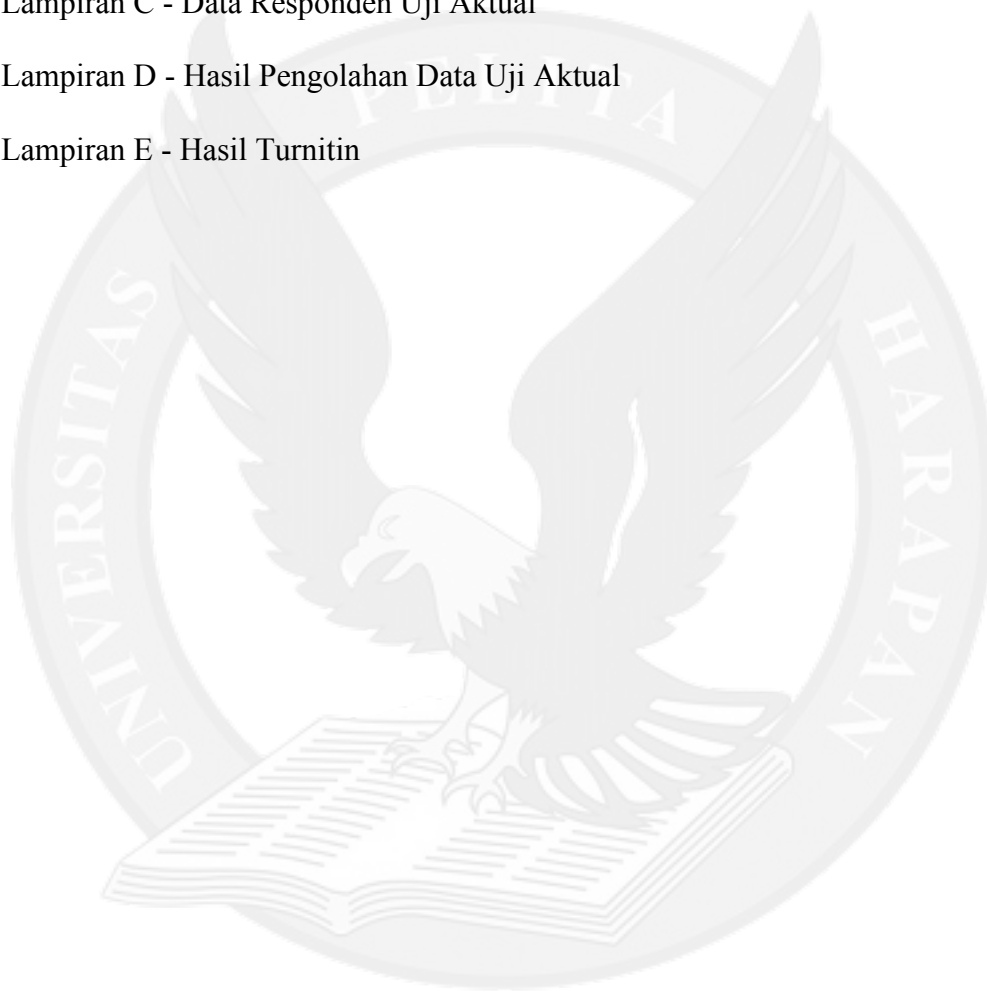 Lampiran C - Data Responden Uji Aktual
Lampiran D - Hasil Pengolahan Data Uji Aktual
Lampiran E - Hasil Turnitin
UNIVERSITAS PELITA HARAPAN